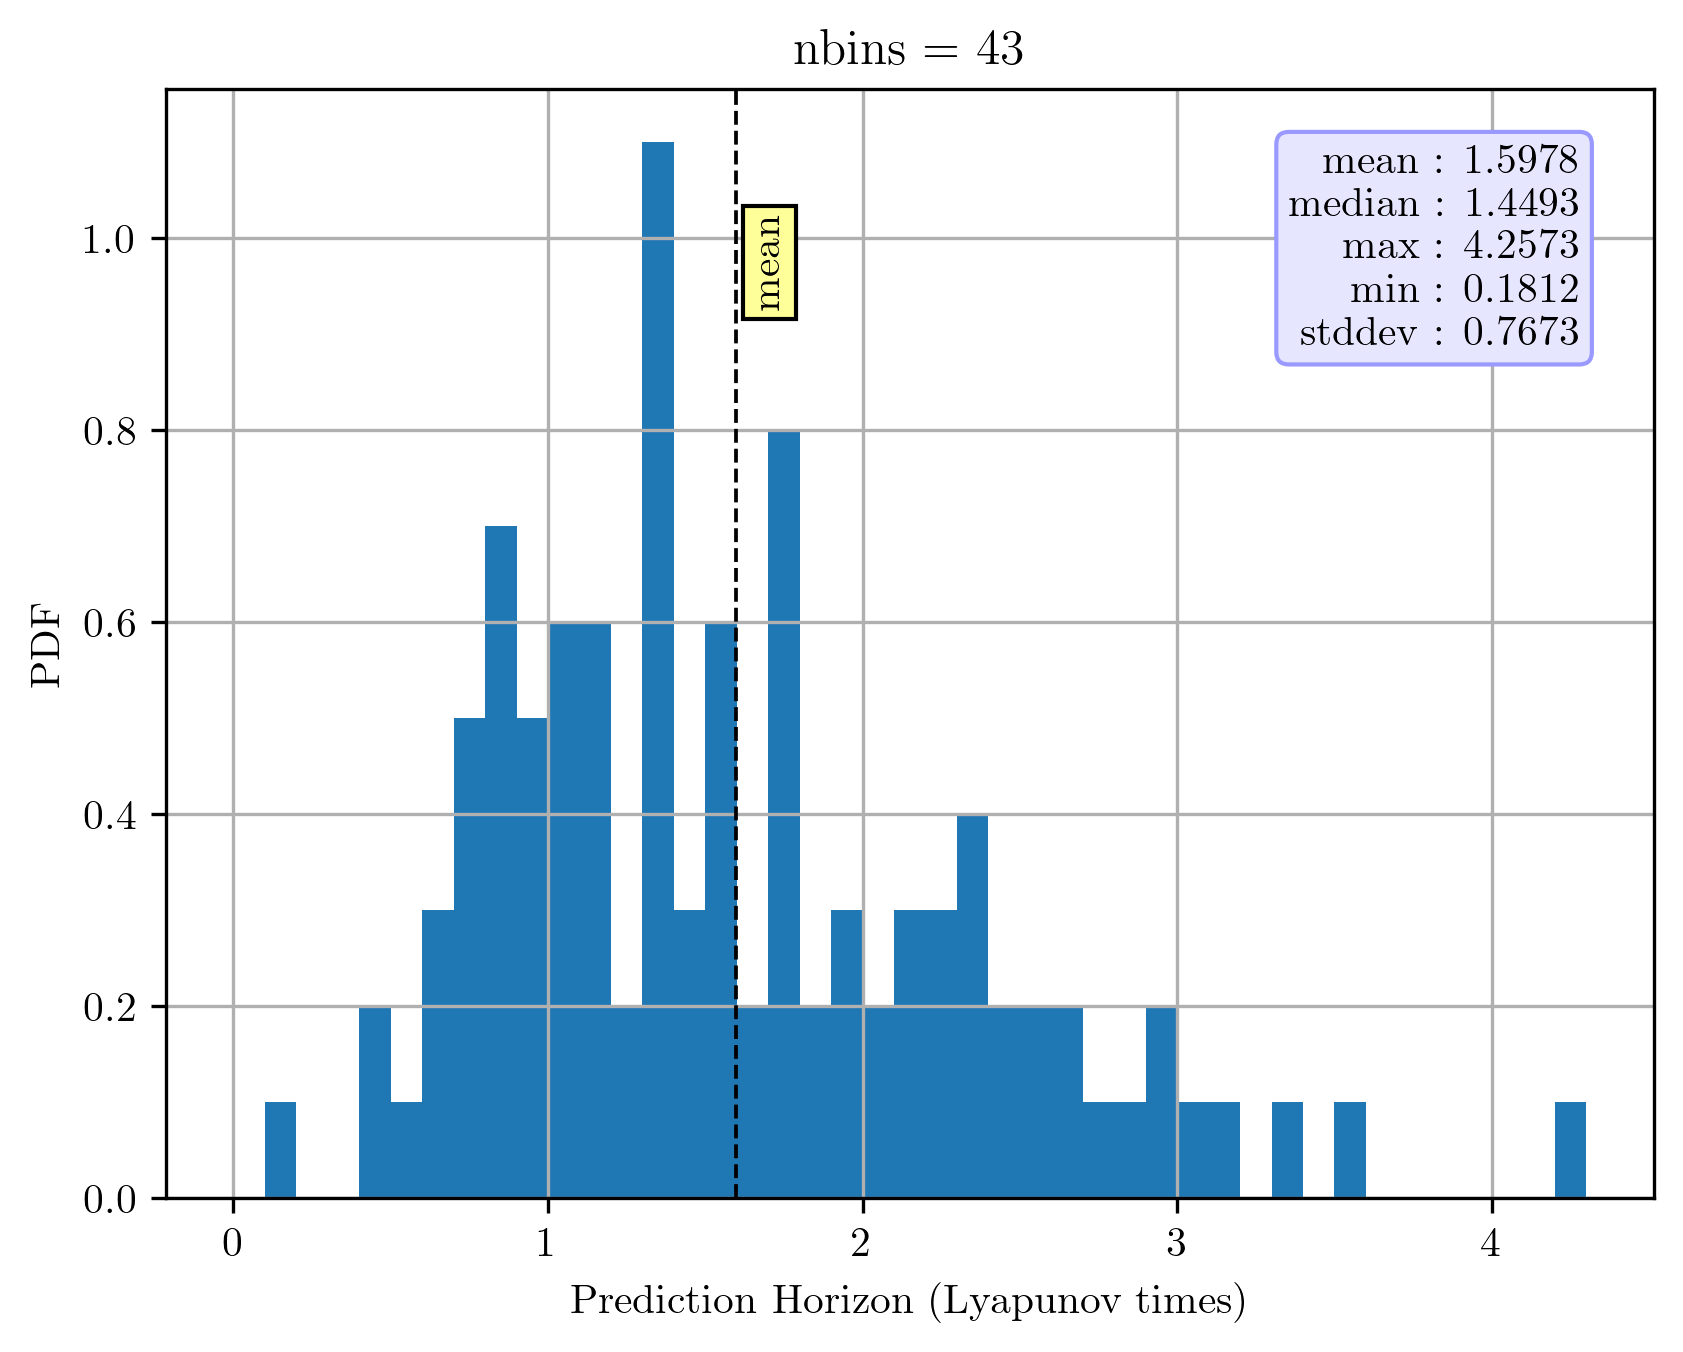 nbins = 43
mean : 1.5978
median : 1.4493
max : 4.2573
min : 0.1812
stddev : 0.7673
mean
PDF
1.0
0.8
0.6
0.4
0.2
0.0
0 1 2 3 4
Prediction Horizon (Lyapunov times)